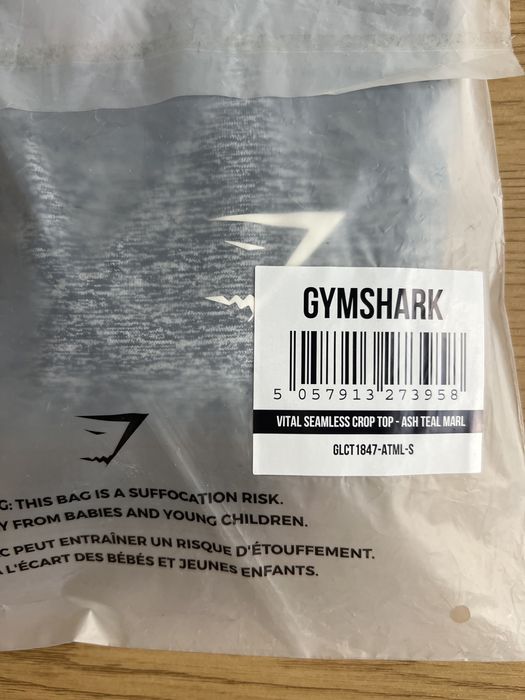 GYMSHARK
5 057913 273958
VITAL SEAMLESS CROP TOP - ASH TEAL MARL
GLCT1847-ATML-S
G: THIS BAG IS A SUFFOCATION RISK.
Y FROM BABIES AND YOUNG CHILDREN.
C PEUT ENTRAÎNER UN RISQUE D'ÉTOUFFEMENT.
À L'ÉCART DES BÉBÉS ET JEUNES ENFANTS.